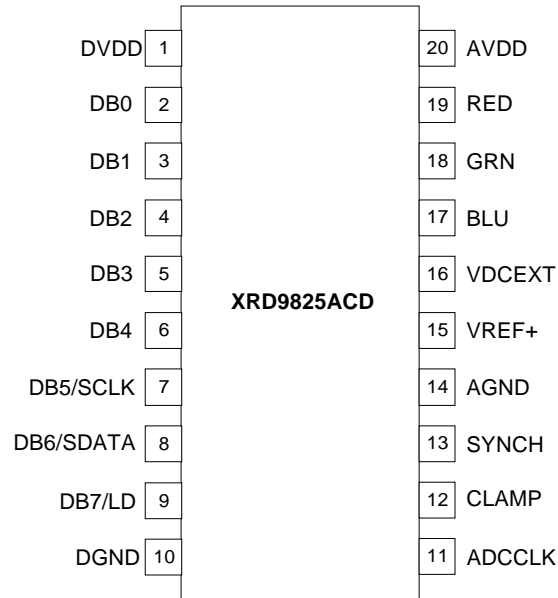 DVDD 1 20 AVDD
DB0 2 19 RED
DB1 3 18 GRN
DB2 4 17 BLU
DB3 5 16 VDCEXT
XRD9825ACD
DB4 6 15 VREF+
DB5/SCLK 7 14 AGND
DB6/SDATA 8 13 SYNCH
DB7/LD 9 12 CLAMP
DGND 10 11 ADCCLK